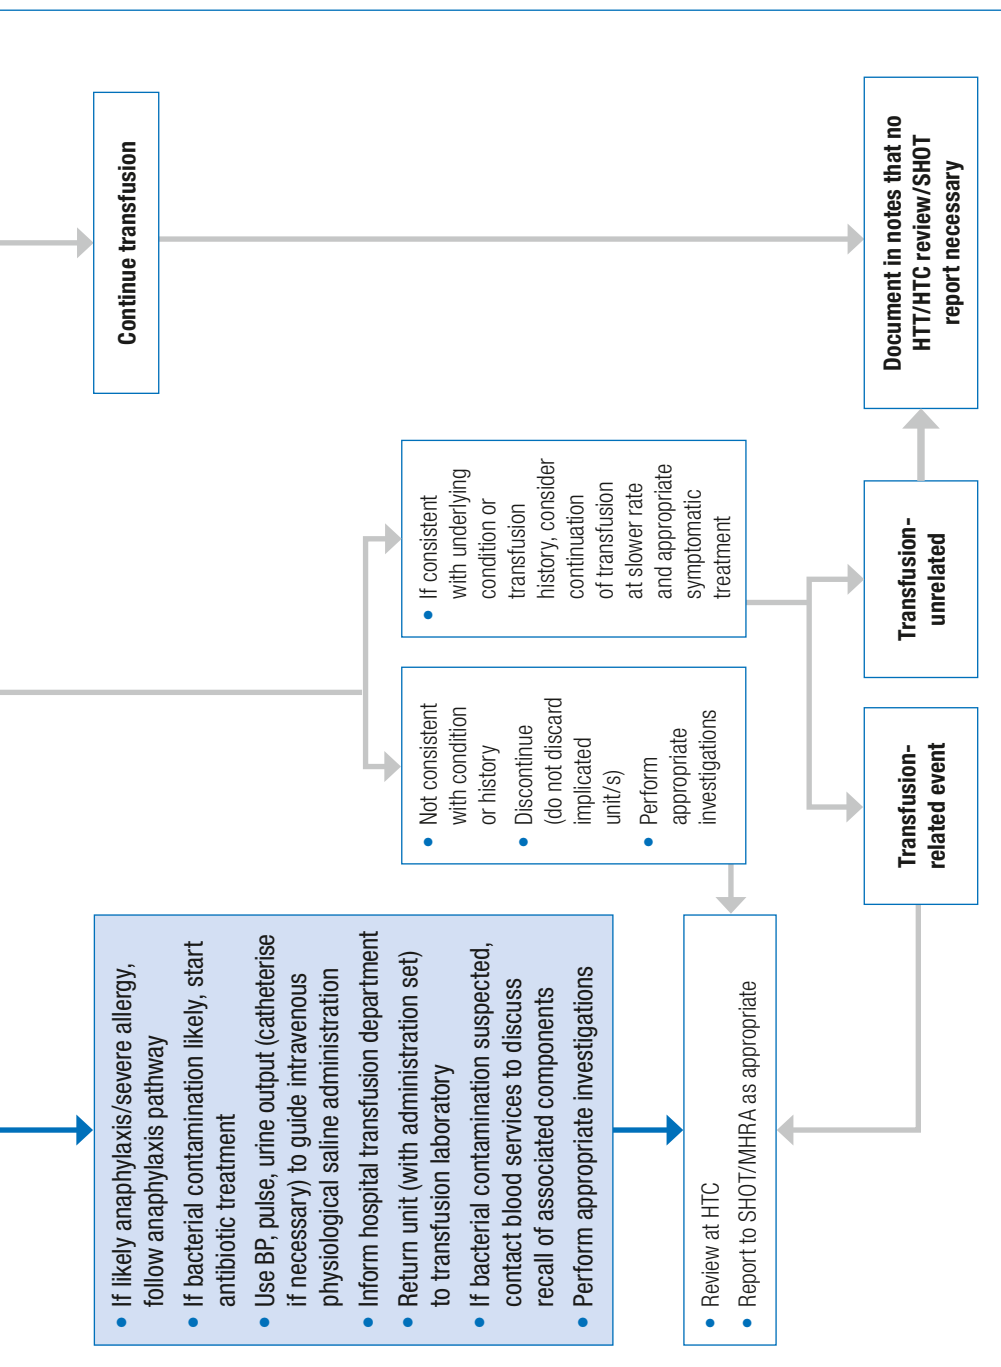 • If likely anaphylaxis/severe allergy,
follow anaphylaxis pathway
• If bacterial contamination likely, start
antibiotic treatment
• Use BP, pulse, urine output (catheterise
if necessary) to guide intravenous
physiological saline administration
• Inform hospital transfusion department
• Return unit (with administration set)
to transfusion laboratory
• If bacterial contamination suspected,
contact blood services to discuss
recall of associated components
• Perform appropriate investigations
• Not consistent
with condition
or history
• Discontinue
(do not discard
implicated
unit/s)
• Perform
appropriate
investigations
• If consistent
with underlying
condition or
transfusion
history, consider
continuation
of transfusion
at slower rate
and appropriate
symptomatic
treatment
Continue transfusion
• Review at HTC
• Report to SHOT/MHRA as appropriate
Transfusion-
related event
Transfusion-
unrelated
Document in notes that no
HTT/HTC review/SHOT
report necessary